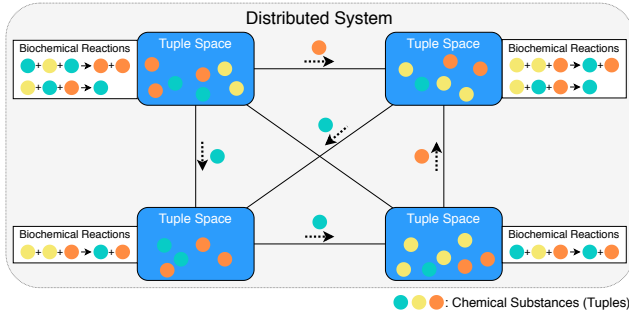 Distributed System
Biochemical Reactions
Tuple Space
Tuple Space
Biochemical Reactions
+ + → +
+ + → +
+ + →
+ + →
Biochemical Reactions
Tuple Space
Tuple Space
Biochemical Reactions
+ + → +
+ + → +
: Chemical Substances (Tuples)